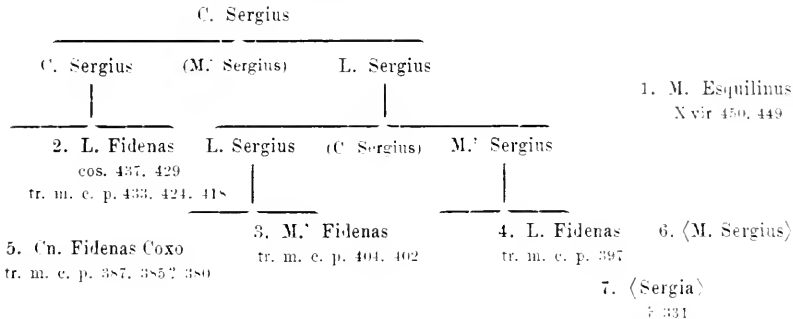 C. Sergius
C. Sergius (M.' Sergius) L. Sergius
1. M. Esquilinus
X vir 450, 449
2. L. Fidenas L. Sergius (C Sergius) M.' Sergius
cos. 437, 429
tr. m. c. p. 433, 424, 418
3. M.' Fidenas 4. L. Fidenas 6. ⟨M. Sergius⟩
5. Cn. Fidenas Coxo tr. m. c. p. 404, 402 tr. m. c. p. 397
tr. m. c. p. 387, 385? 380
7. ⟨Sergia⟩
331